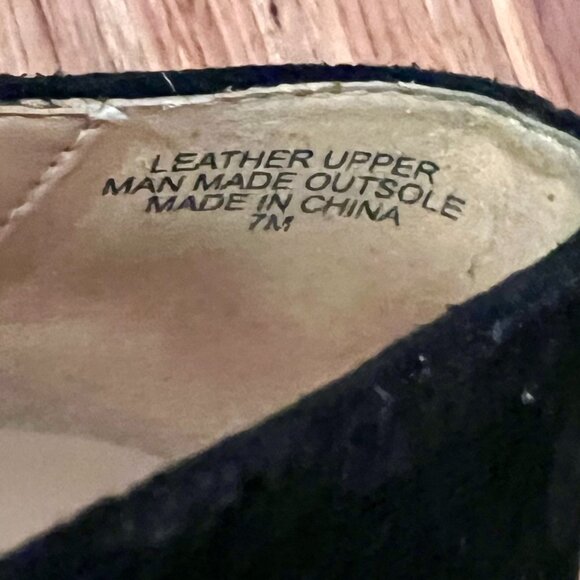 LEATHER UPPER
MAN MADE OUTSOLE
MADE IN CHINA
7M